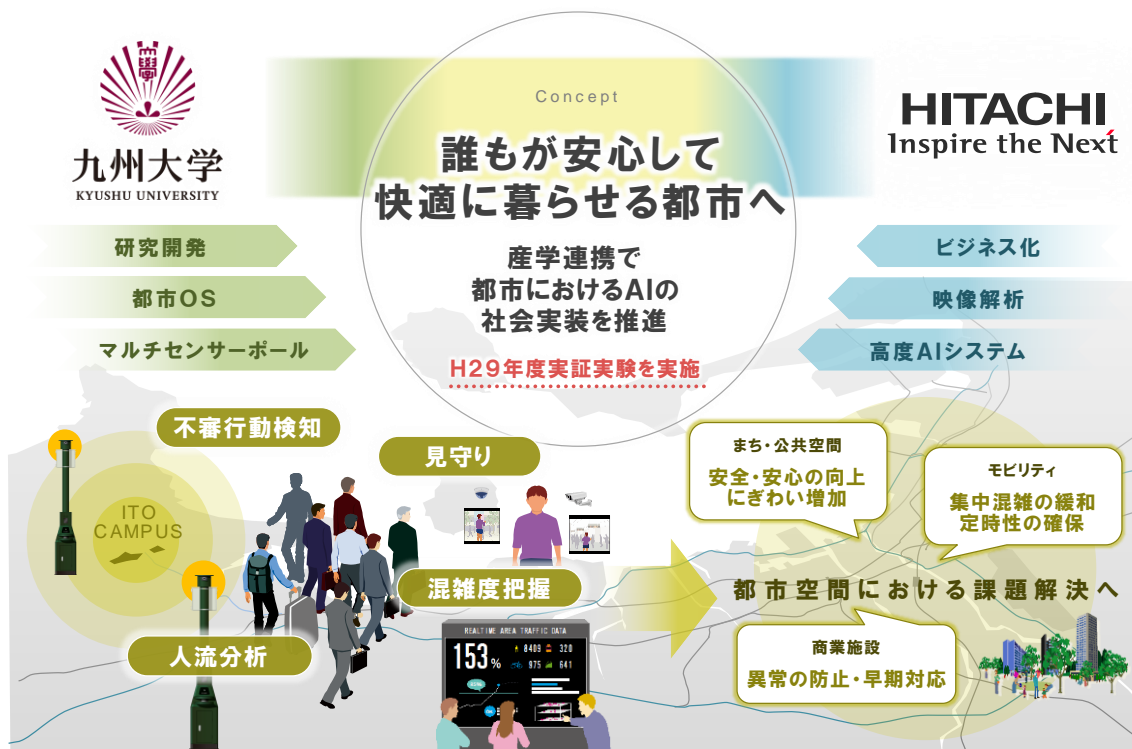 Concept
誰もが安心して
快適に暮らせる都市へ
産学連携で
都市におけるAIの
社会実装を推進
H29年度実証実験を実施
九州大学
KYUSHU UNIVERSITY
HITACHI
Inspire the Next
研究開発
都市OS
マルチセンサーポール
ビジネス化
映像解析
高度AIシステム
不審行動検知
見守り
ITO
CAMPUS
混雑度把握
人流分析
REALTIME AREA TRAFFIC DATA
153%
8409 320
975 641
まち・公共空間
安全・安心の向上
にぎわい増加
モビリティ
集中混雑の緩和
定時性の確保
都市空間における課題解決へ
商業施設
異常の防止・早期対応